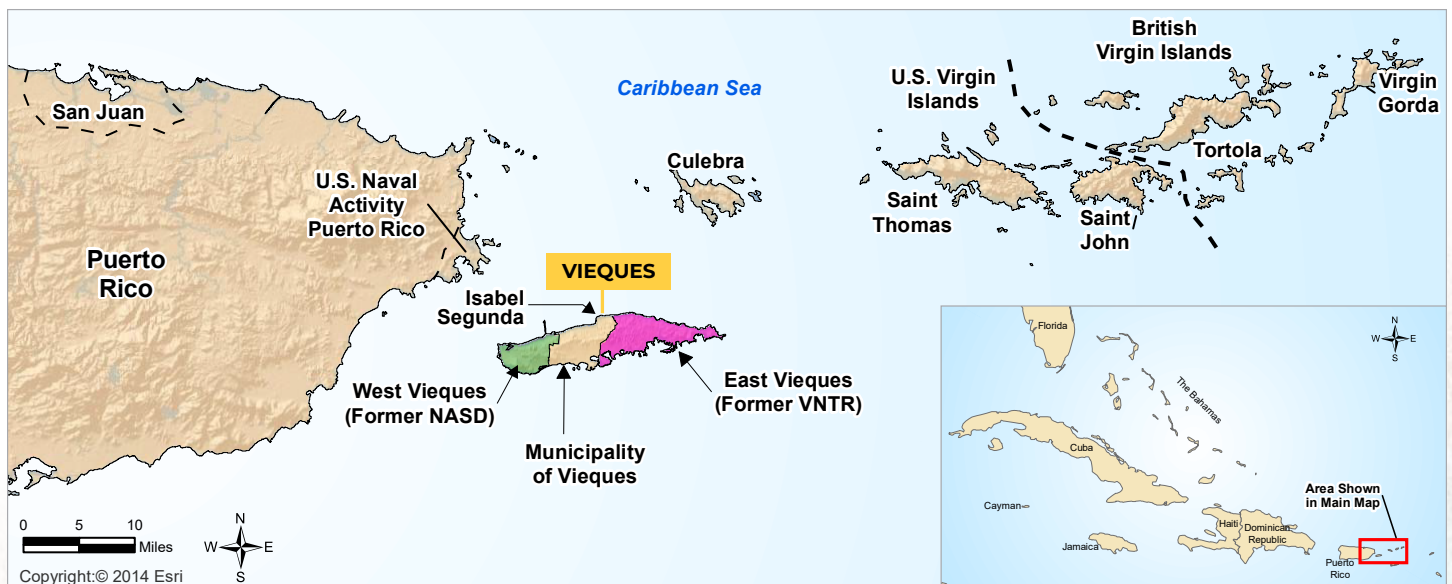 San Juan
Puerto
Rico
U.S. Naval
Activity
Puerto Rico
Caribbean Sea
Culebra
VIEQUES
Isabel
Segunda
West Vieques
(Former NASD)
Municipality
of Vieques
East Vieques
(Former VNTR)
U.S. Virgin
Islands
British
Virgin Islands
Virgin
Gorda
Tortola
Saint
Thomas
Saint
John
0 5 10
Miles
N
W E
S
Copyright:© 2014 Esri
Florida
The Bahamas
Cuba
Cayman
Jamaica
Haiti
Dominican
Republic
Puerto
Rico
Area Shown
in Main Map
N
W E
S